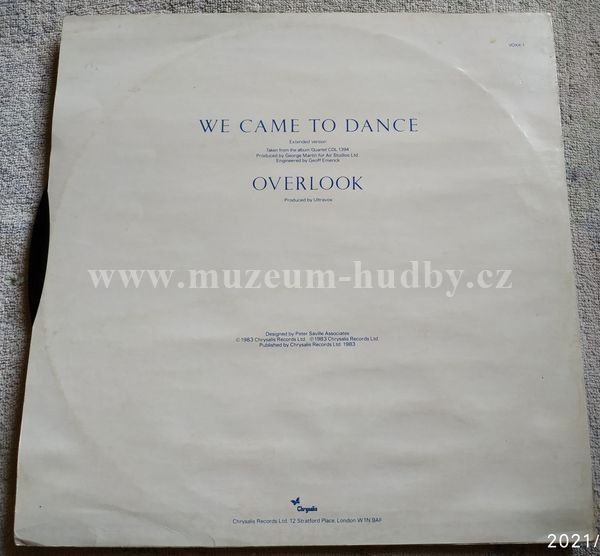 VOXX 1
WE CAME TO DANCE
Extended version
Taken from the album 'Quartet' CDL 1394
Produced by George Martin for Air Studios Ltd
Engineered by Geoff Emerick
OVERLOOK
Produced by Ultravox
www.muzeum-hudby.cz
Designed by Peter Saville Associates
© 1983 Chrysalis Records Ltd. ℗ 1983 Chrysalis Records Ltd.
Published by Chrysalis Records Ltd. 1983
Chrysalis
Chrysalis Records Ltd. 12 Stratford Place, London W1N 9AF
2021/